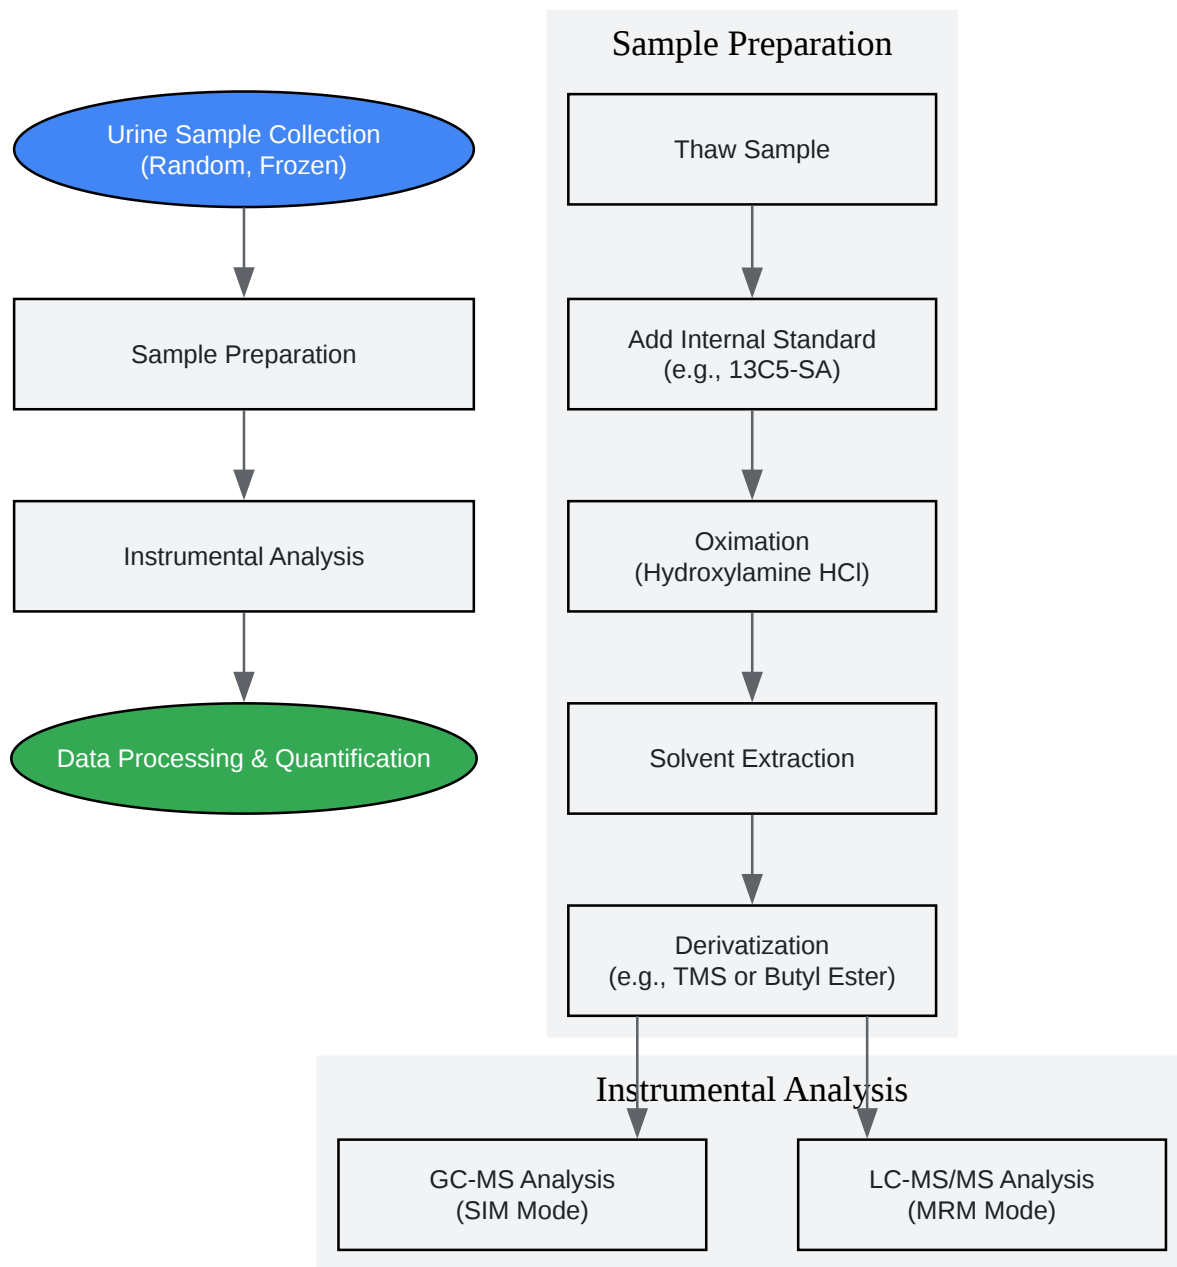 Urine Sample Collection
(Random, Frozen)
Sample Preparation
Instrumental Analysis
Data Processing & Quantification
Sample Preparation
Thaw Sample
Add Internal Standard
(e.g., 13C5-SA)
Oximation
(Hydroxylamine HCl)
Solvent Extraction
Derivatization
(e.g., TMS or Butyl Ester)
Instrumental Analysis
GC-MS Analysis
(SIM Mode)
LC-MS/MS Analysis
(MRM Mode)